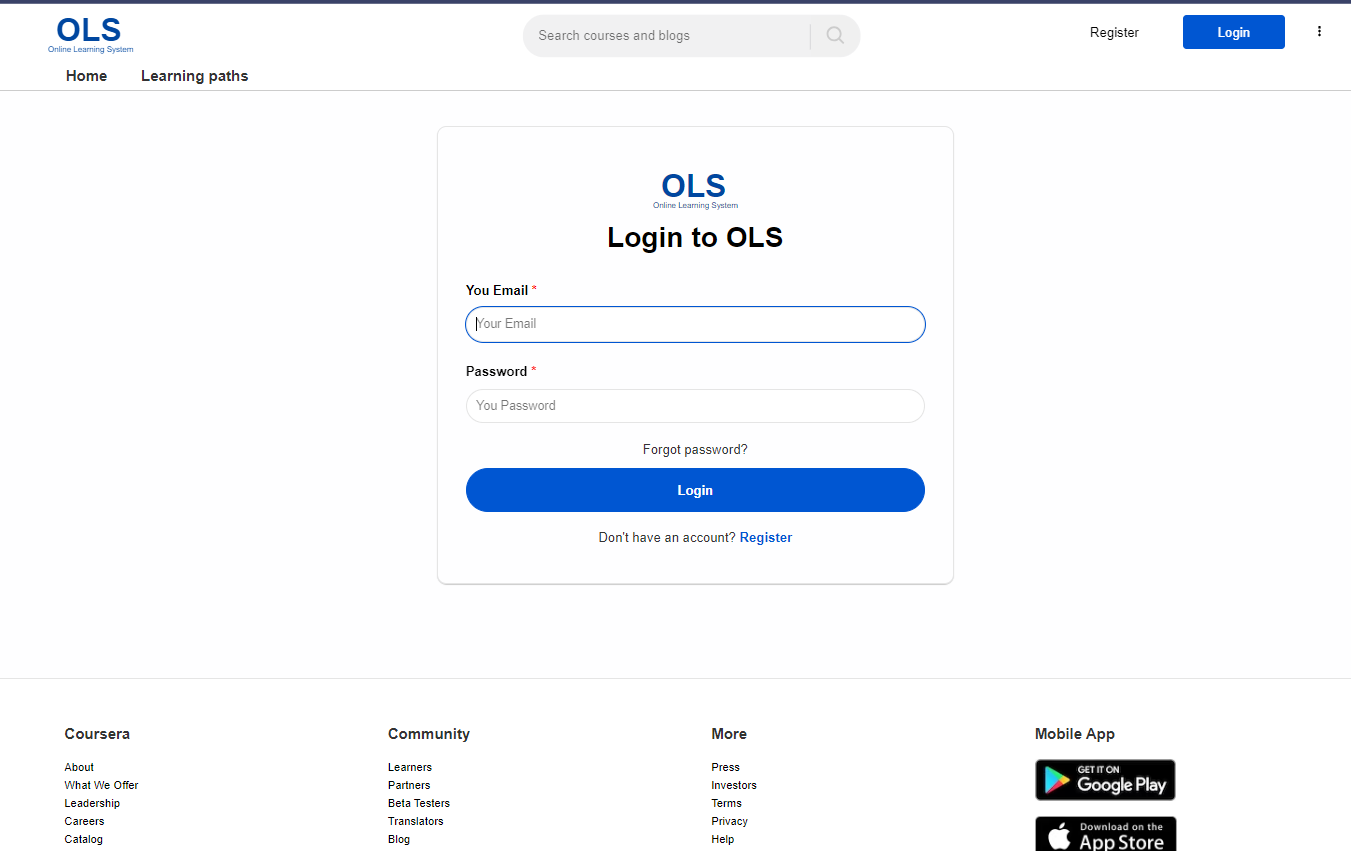 OLS
Online Learning System
Search courses and blogs
Register
Login
Home
Learning paths
OLS
Online Learning System
Login to OLS
You Email *
Your Email
Password *
You Password
Forgot password?
Login
Don't have an account? Register
Coursera
About
What We Offer
Leadership
Careers
Catalog
Community
Learners
Partners
Beta Testers
Translators
Blog
More
Press
Investors
Terms
Privacy
Help
Mobile App
GET IT ON
Google Play
Download on the
App Store